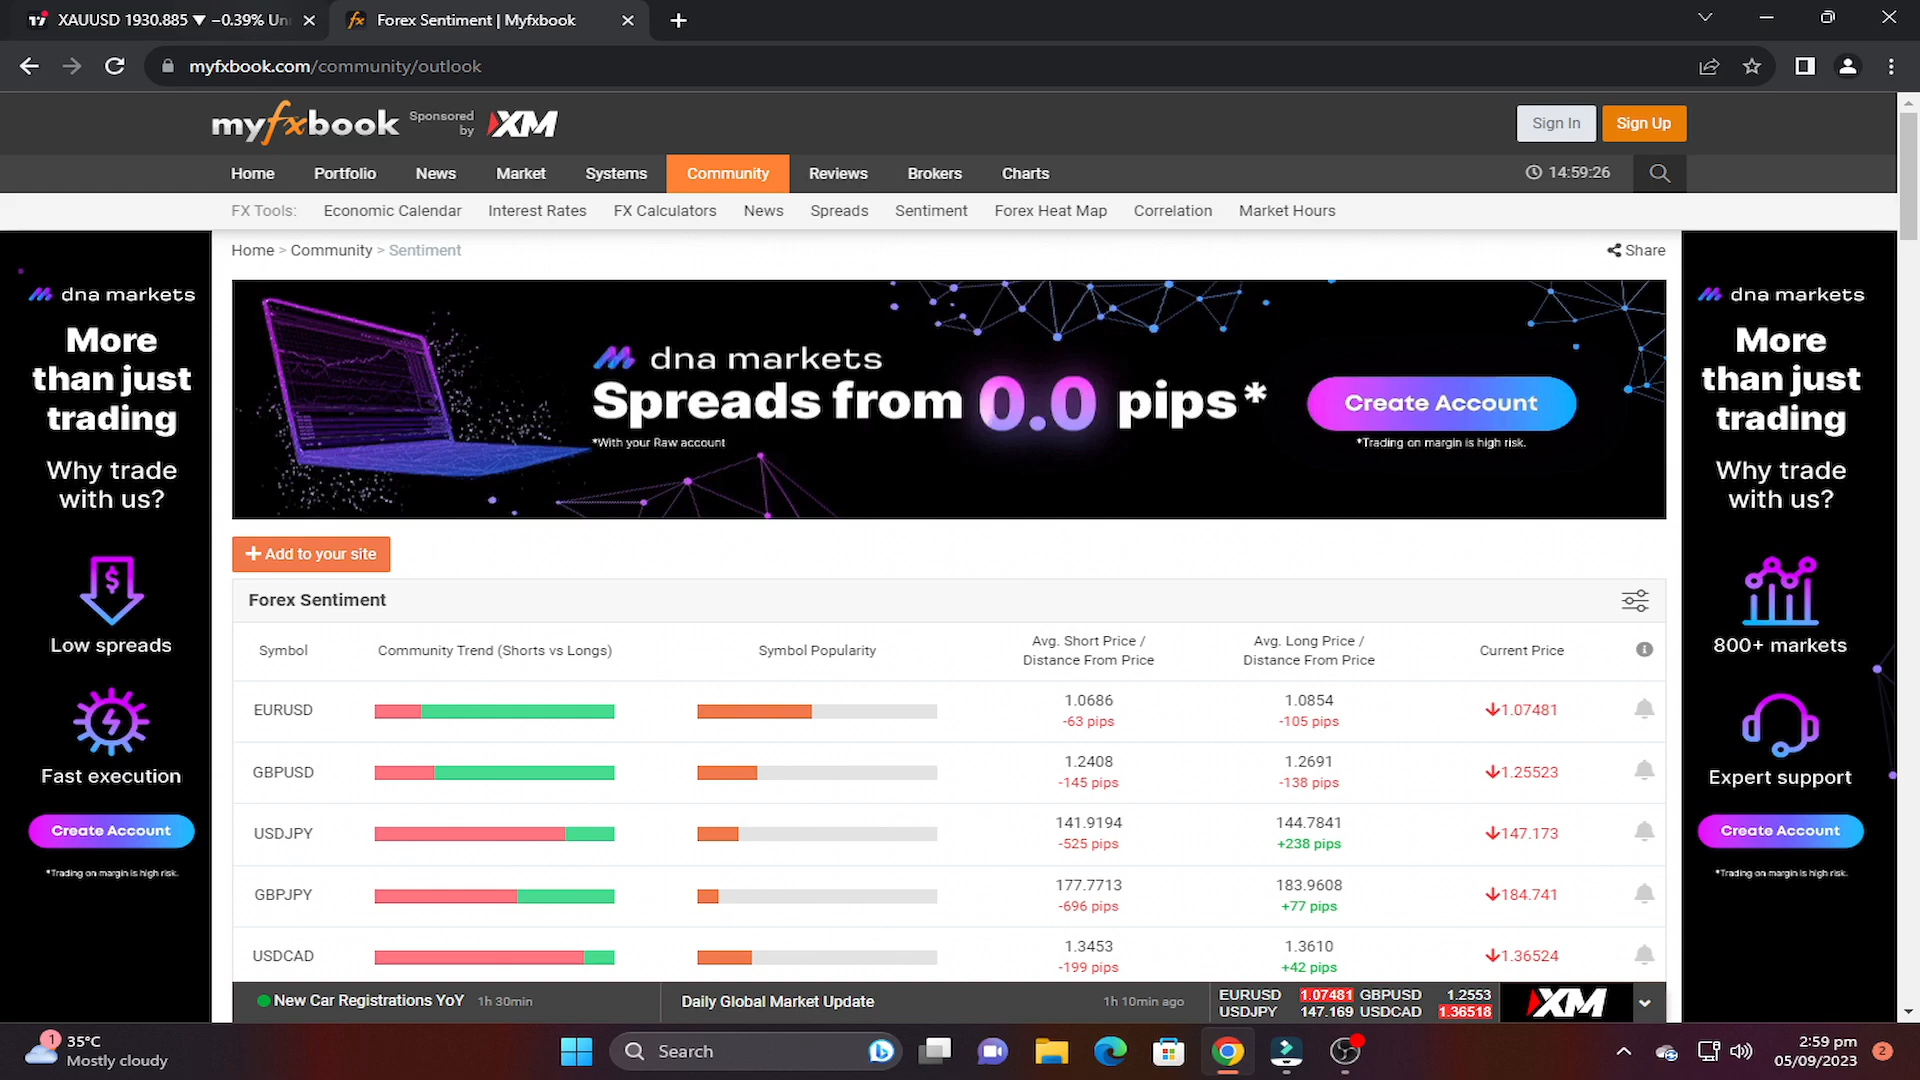 XAUUSD 1930.885 ▼ −0.39% Un
Forex Sentiment | Myfxbook
myfxbook.com/community/outlook
myfxbook
Sponsored
by
XM
Sign In
Sign Up
Home
Portfolio
News
Market
Systems
Community
Reviews
Brokers
Charts
14:59:26
FX Tools:
Economic Calendar
Interest Rates
FX Calculators
News
Spreads
Sentiment
Forex Heat Map
Correlation
Market Hours
Home > Community > Sentiment
Share
dna markets
More
than just
trading
Why trade
with us?
Low spreads
Fast execution
Create Account
*Trading on margin is high risk.
dna markets
Spreads from 0.0 pips*
*With your Raw account
Create Account
*Trading on margin is high risk.
dna markets
More
than just
trading
Why trade
with us?
800+ markets
Expert support
Create Account
*Trading on margin is high risk.
+ Add to your site
Forex Sentiment
Symbol
Community Trend (Shorts vs Longs)
Symbol Popularity
Avg. Short Price /
Distance From Price
Avg. Long Price /
Distance From Price
Current Price
EURUSD
1.0686
-63 pips
1.0854
-105 pips
1.07481
GBPUSD
1.2408
-145 pips
1.2691
-138 pips
1.25523
USDJPY
141.9194
-525 pips
144.7841
+238 pips
147.173
GBPJPY
177.7713
-696 pips
183.9608
+77 pips
184.741
USDCAD
1.3453
-199 pips
1.3610
+42 pips
1.36524
New Car Registrations YoY 1h 30min
Daily Global Market Update
1h 10min ago
EURUSD 1.07481 GBPUSD 1.2553
USDJPY 147.169 USDCAD 1.36518
XM
1
35°C
Mostly cloudy
Search
2:59 pm
05/09/2023
2